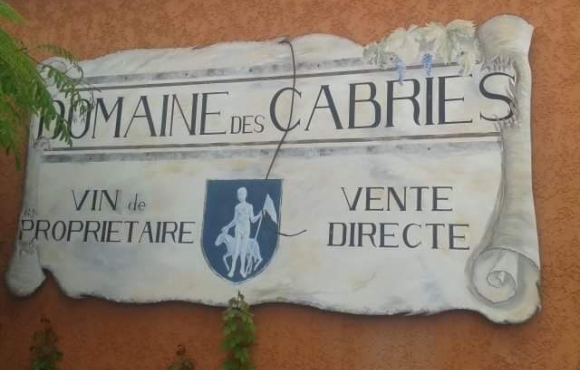 DOMAINE DES CABRIES
VIN de
PROPRIETAIRE
VENTE
DIRECTE